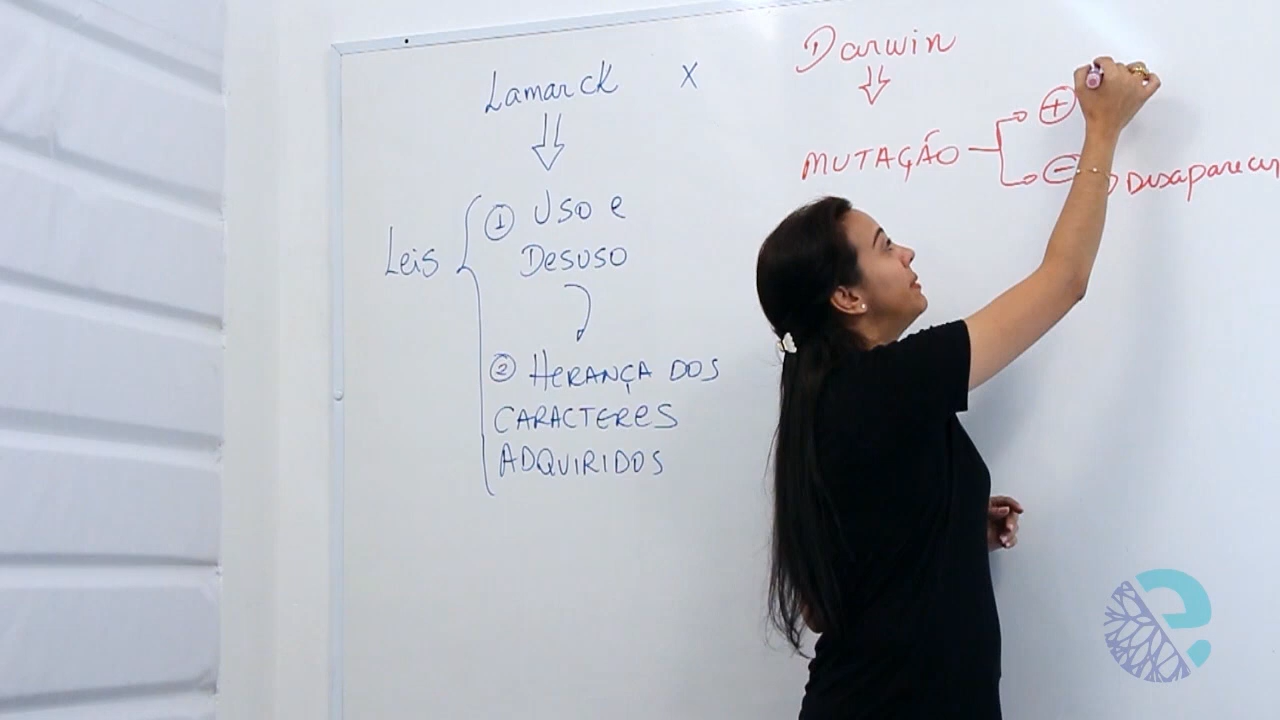 Lamarck X Darwin
MUTAÇÃO
+
- Desaparecem
Leis
1 Uso e
Desuso
2 HERANÇA DOS
CARACTERES
ADQUIRIDOS